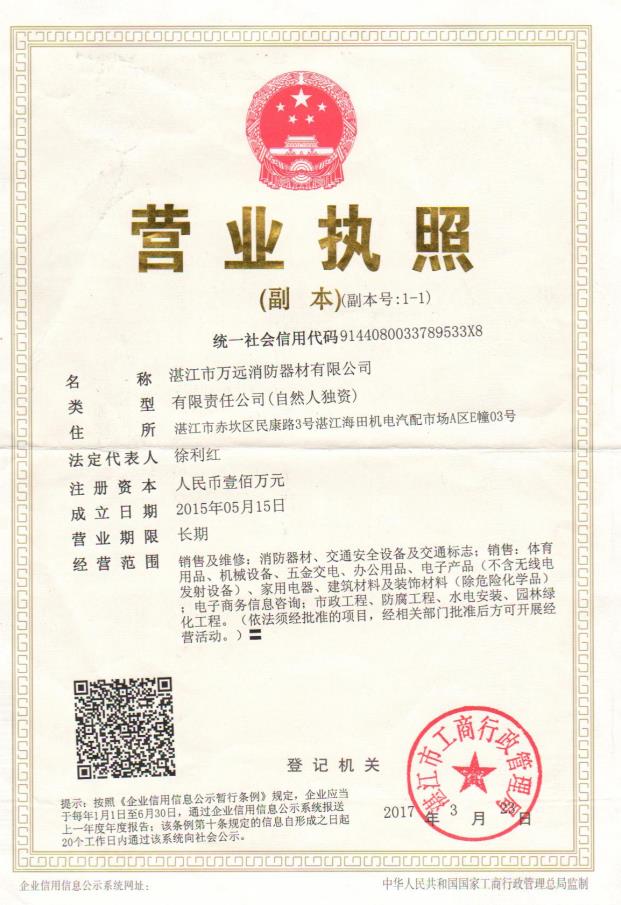 营业执照
(副 本)(副本号:1-1)
统一社会信用代码9144080033789533X8
名 称 湛江市万远消防器材有限公司
类 型 有限责任公司(自然人独资)
住 所 湛江市赤坎区民康路3号湛江海田机电汽配市场A区E幢03号
法定代表人 徐利红
注册资本 人民币壹佰万元
成立日期 2015年05月15日
营业期限 长期
经营范围 销售及维修：消防器材、交通安全设备及交通标志；销售：体育
用品、机械设备、五金交电、办公用品、电子产品（不含无线电
发射设备）、家用电器、建筑材料及装饰材料（除危险化学品）
；电子商务信息咨询；市政工程、防腐工程、水电安装、园林绿
化工程。（依法须经批准的项目，经相关部门批准后方可开展经
营活动。）
登记机关
湛江市工商行政管理局
2017 年 3 月 日
提示：按照《企业信用信息公示暂行条例》规定，企业应当
于每年1月1日至6月30日，通过企业信用信息公示系统报送
上一年度年度报告；该条例第十条规定的信息自形成之日起
20个工作日内通过该系统向社会公示。
企业信用信息公示系统网址：
中华人民共和国国家工商行政管理总局监制